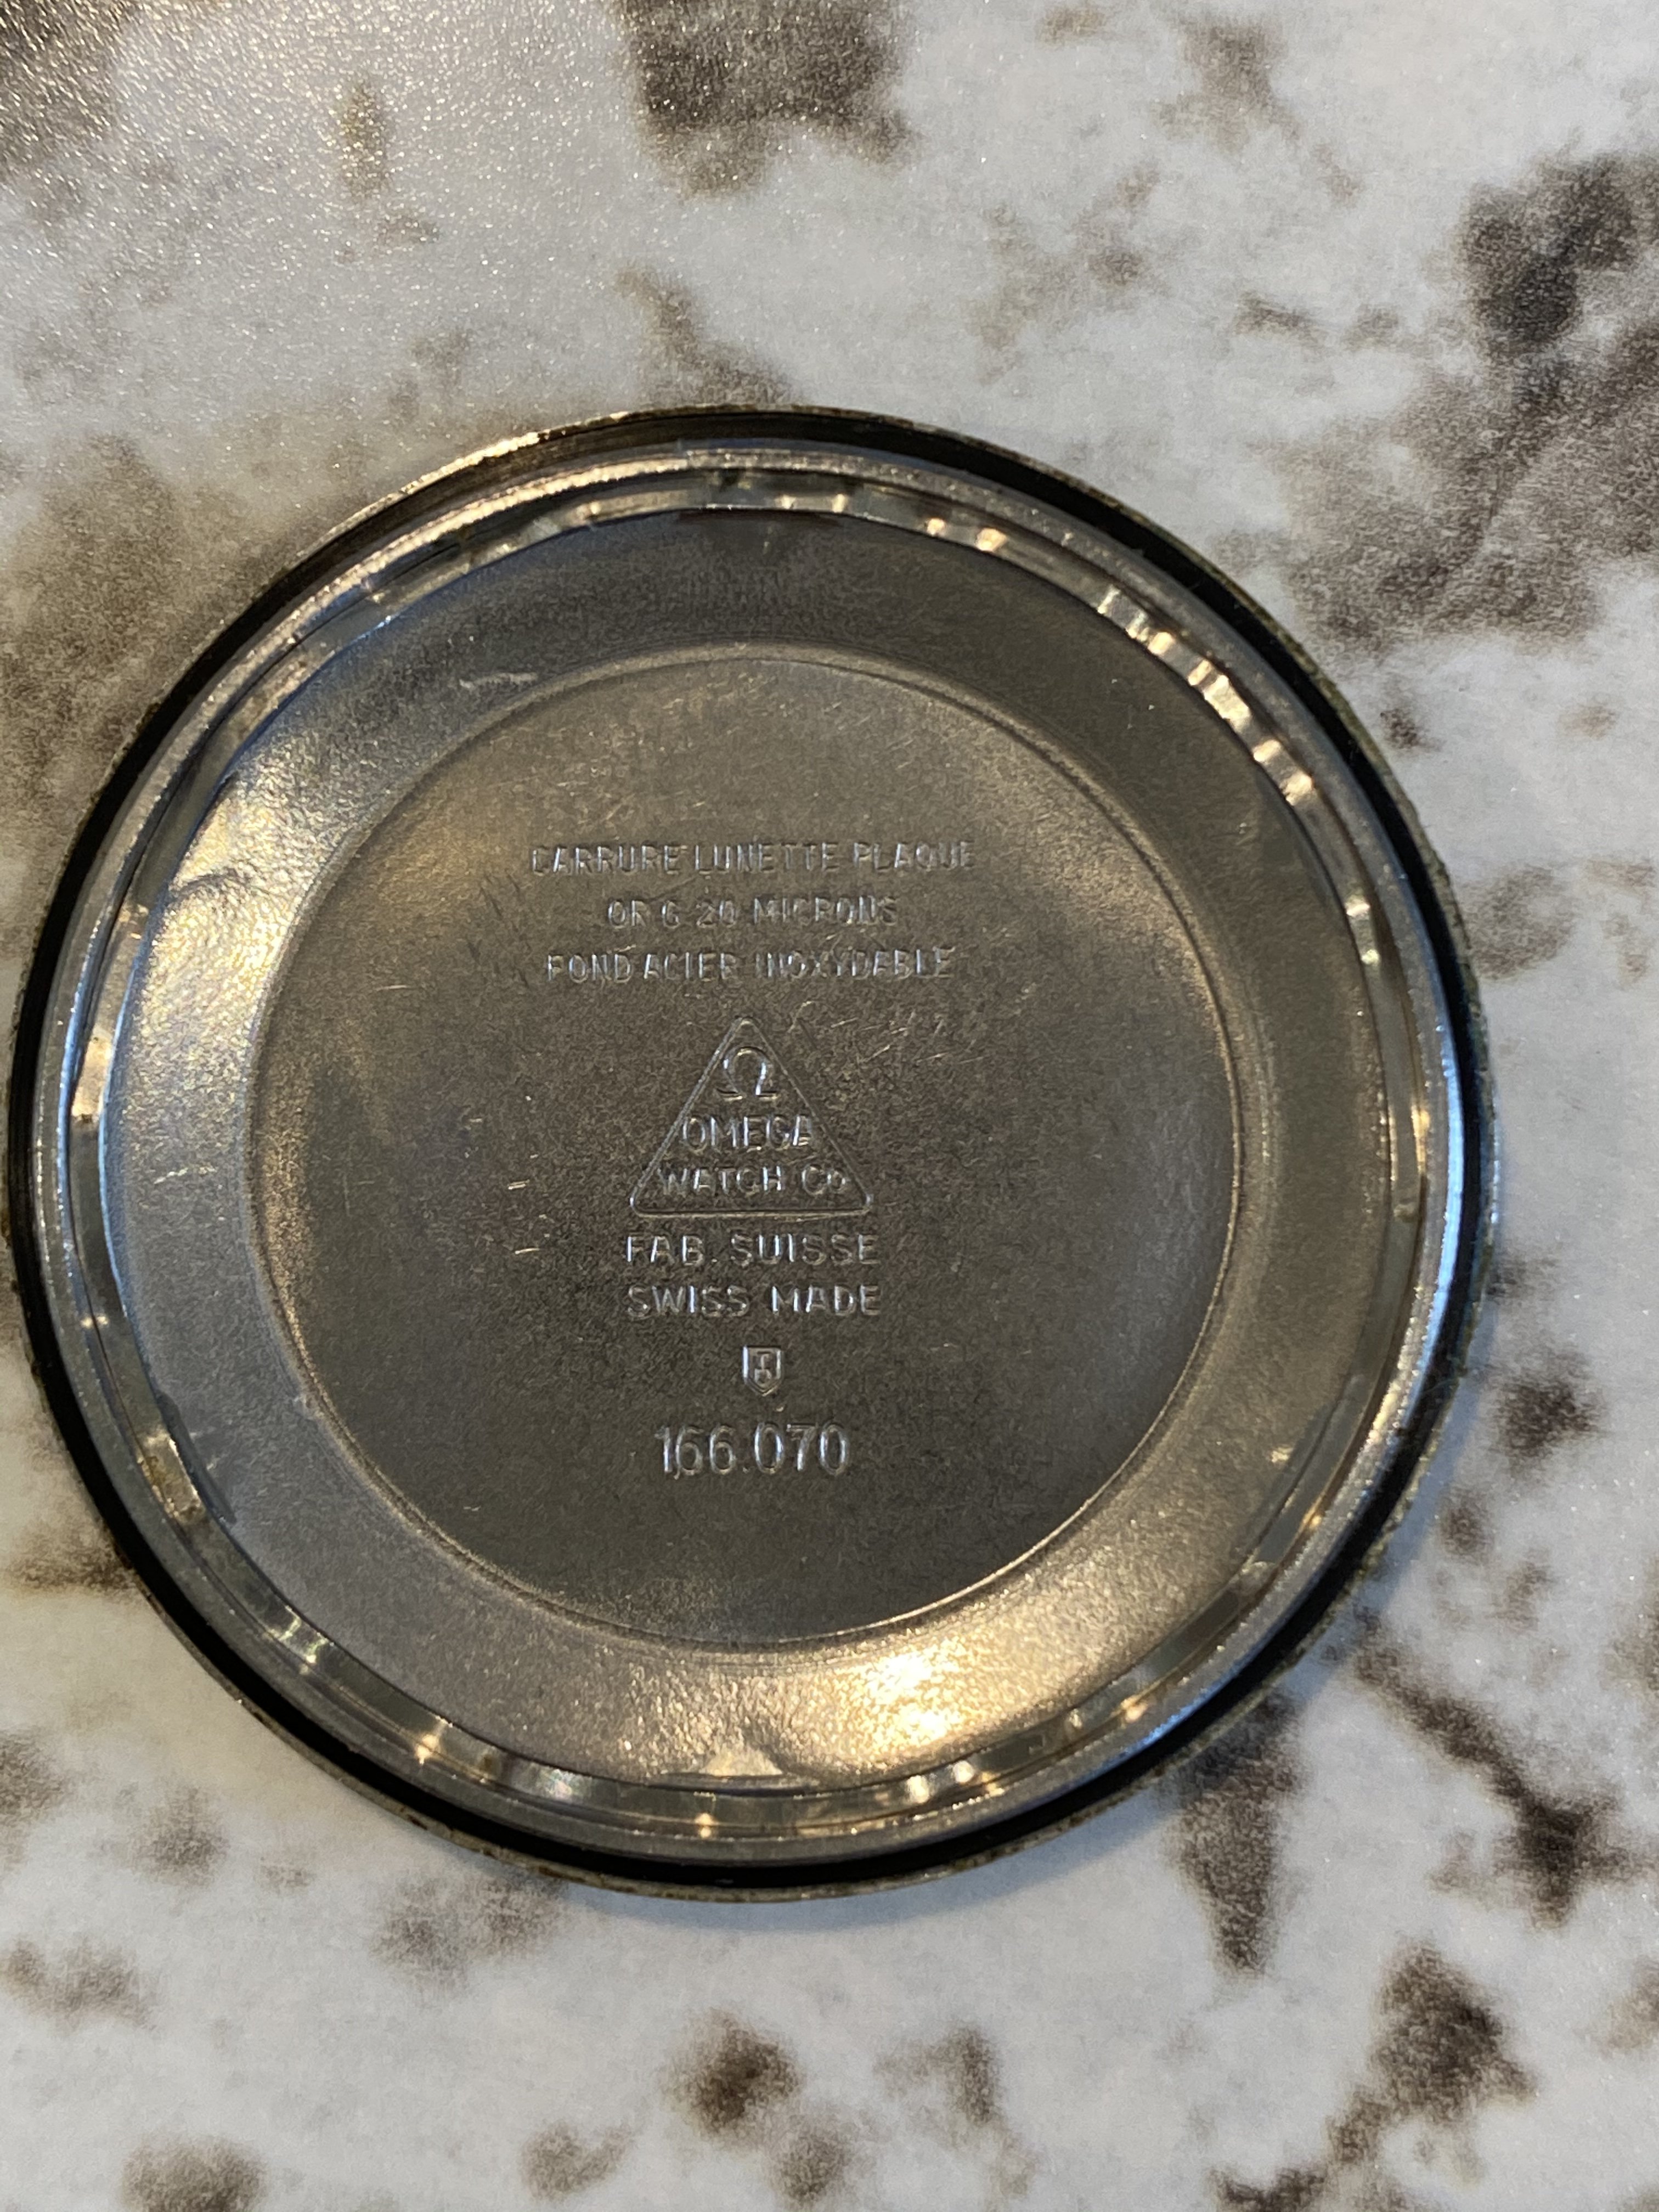 CARRURE LUNETTE PLAQUE
OR G 20 MICRONS
FOND ACIER INOXYDABLE
Ω
OMEGA
WATCH Co
FAB. SUISSE
SWISS MADE
166.070